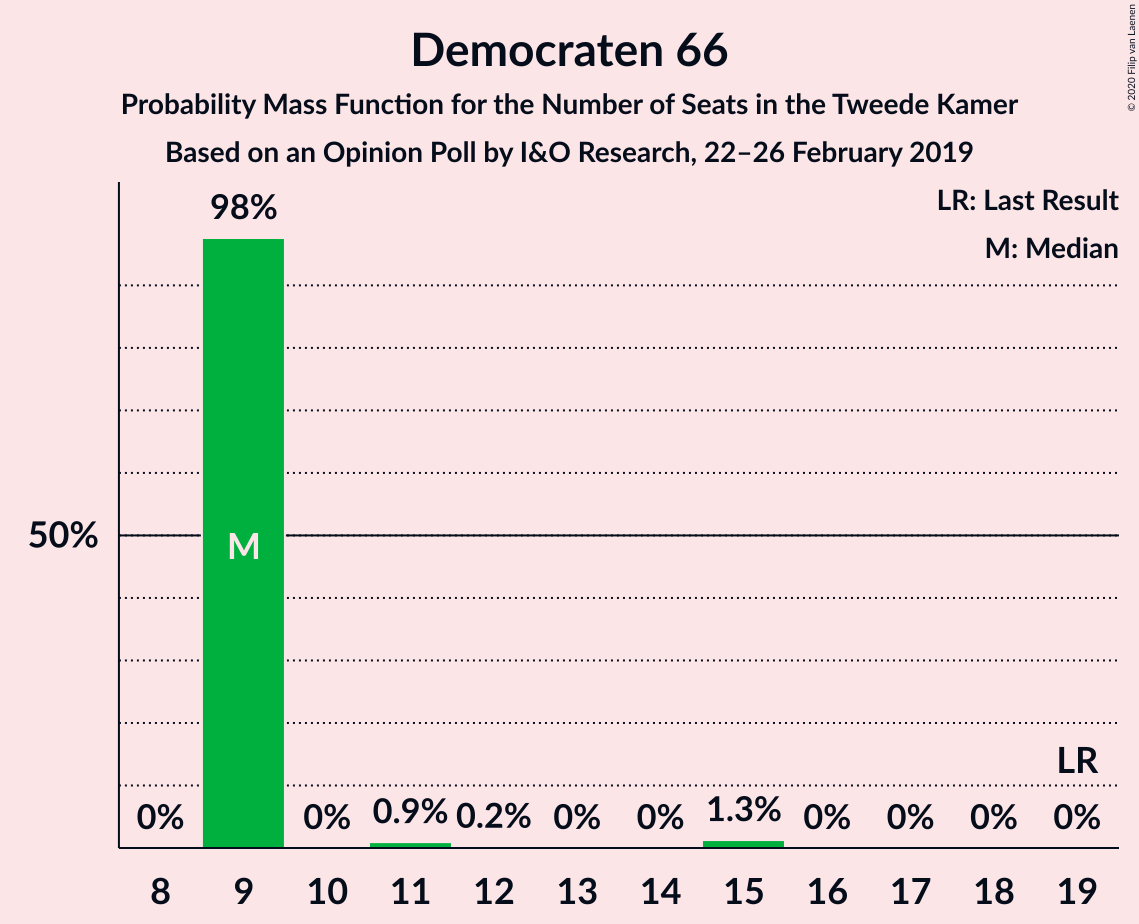 Democraten 66
Probability Mass Function for the Number of Seats in the Tweede Kamer
Based on an Opinion Poll by I&O Research, 22–26 February 2019
© 2020 Filip van Laenen
LR: Last Result
M: Median
98%
50%
M
LR
0% 0% 0.9% 0.2% 0% 0% 1.3% 0% 0% 0% 0%
8 9 10 11 12 13 14 15 16 17 18 19